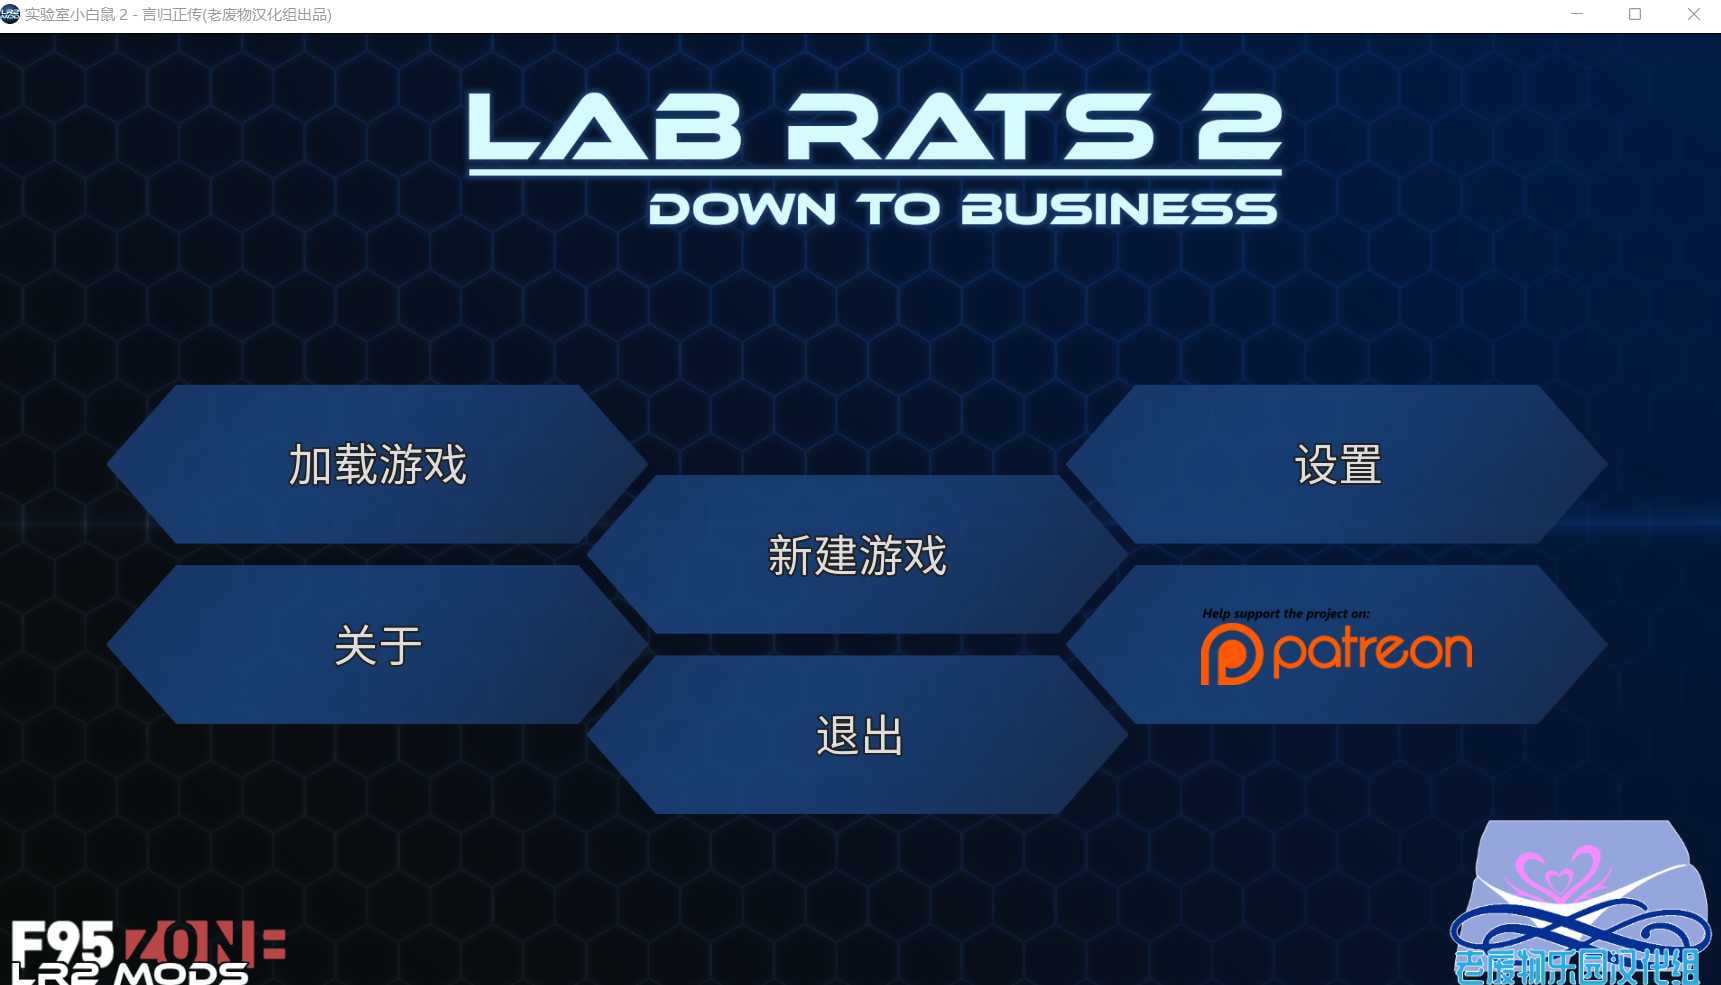 实验室小白鼠 2 - 言归正传(老废物汉化组出品)
LAB RATS 2
DOWN TO BUSINESS
加载游戏
设置
新建游戏
关于
Help support the project on:
patreon
退出
F95 ZONE
LR2 MODS
老废物乐园汉化组